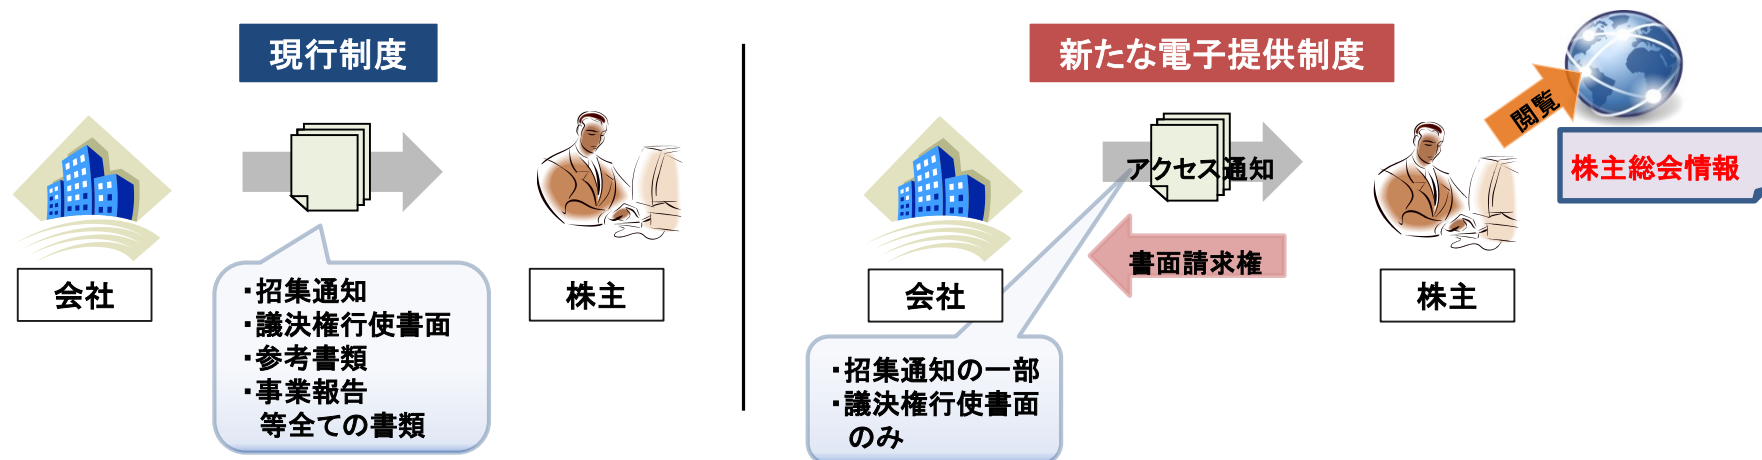 現行制度
会社
株主
・招集通知
・議決権行使書面
・参考書類
・事業報告
等全ての書類
新たな電子提供制度
アクセス通知
書面請求権
閲覧
株主総会情報
会社
株主
・招集通知の一部
・議決権行使書面
のみ